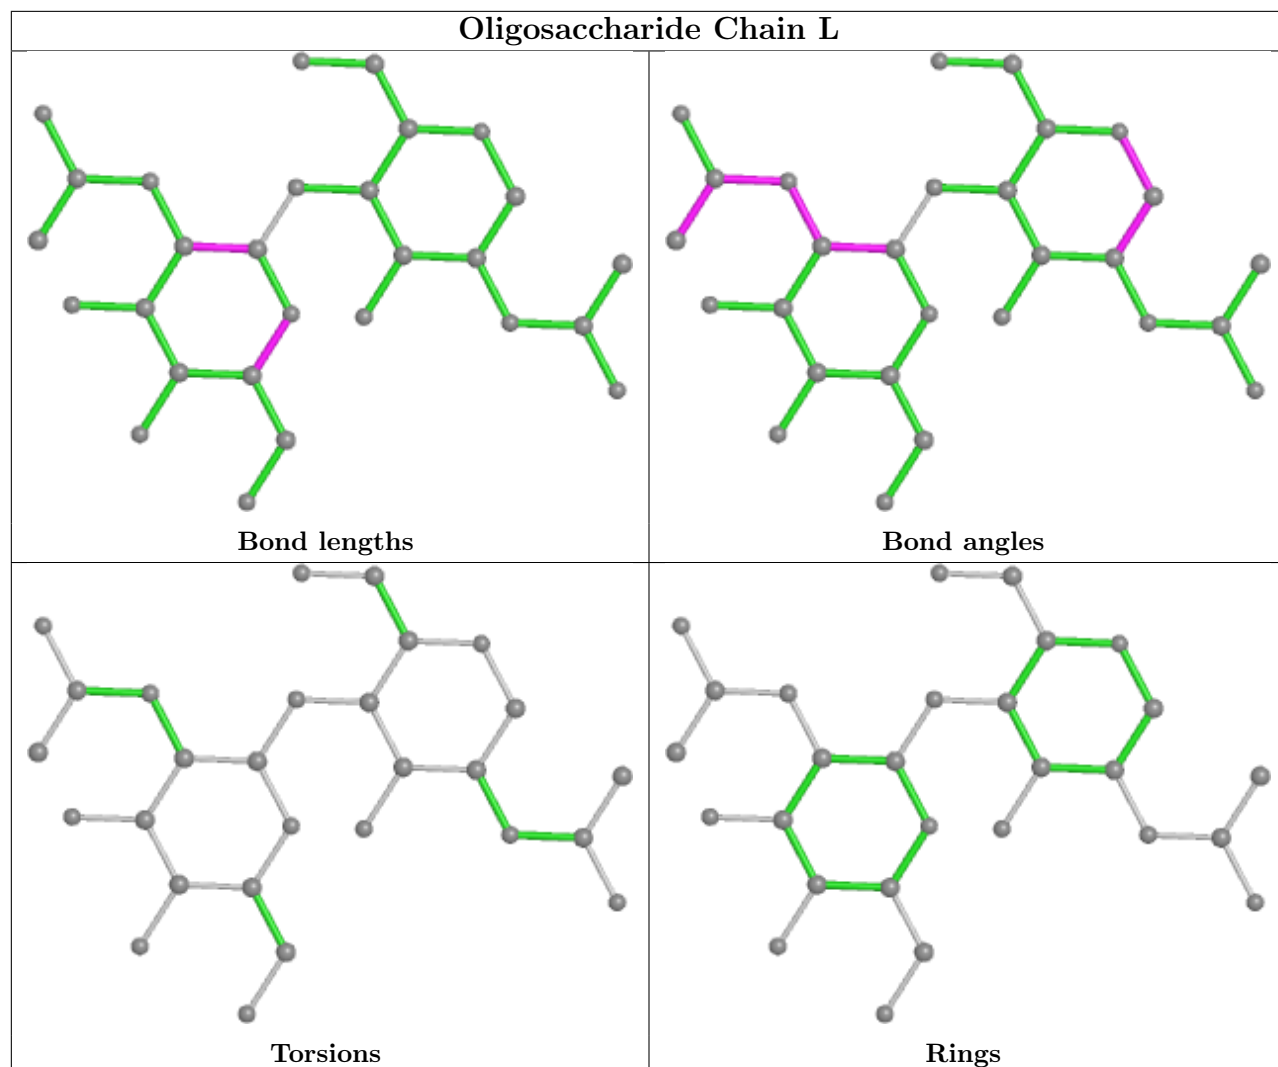 Oligosaccharide Chain L
Bond lengths
Bond angles
Torsions
Rings